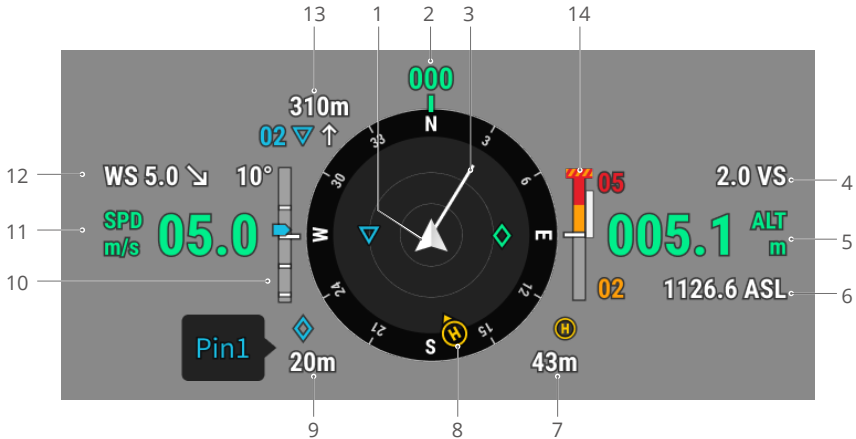 13 1 2 3 14
000
310m
02
N 3 6 E 12 15 S 21 24 W 30 33
12
WS 5.0 10° 05 2.0 VS
4
11
SPD
m/s
05.0 005.1
ALT
m
5
10
02 1126.6 ASL
6
Pin1
H H
20m 43m
9 8 7